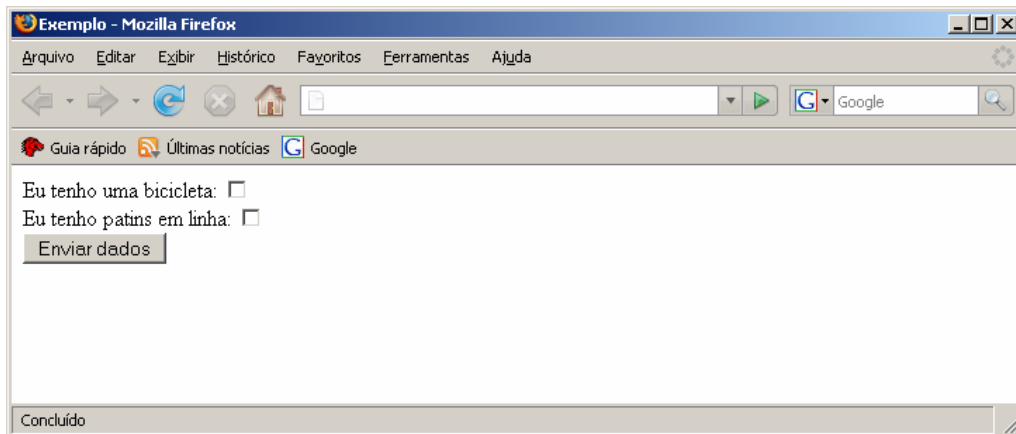 Exemplo - Mozilla Firefox
Arquivo Editar Exibir Histórico Favoritos Ferramentas Ajuda
G Google
Guia rápido Últimas notícias G Google
Eu tenho uma bicicleta:
Eu tenho patins em linha:
Enviar dados
Concluído